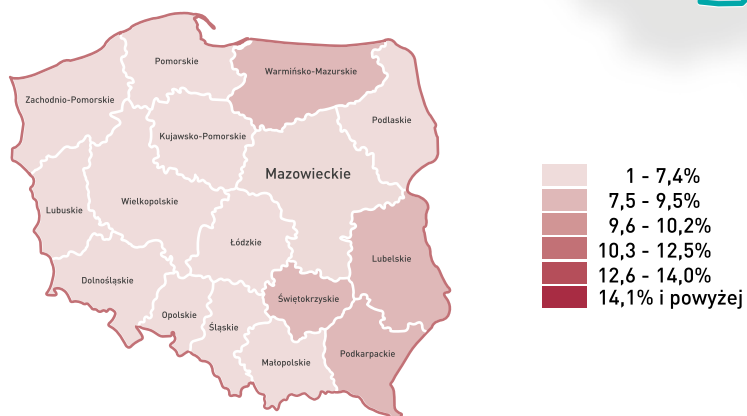 Pomorskie
Warmińsko-Mazurskie
Zachodnio-Pomorskie
Podlaskie
Kujawsko-Pomorskie
Mazowieckie
Wielkopolskie
Lubuskie
Łódzkie
Lubelskie
Dolnośląskie
Świętokrzyskie
Opolskie
Śląskie
Podkarpackie
Małopolskie
1 - 7,4%
7,5 - 9,5%
9,6 - 10,2%
10,3 - 12,5%
12,6 - 14,0%
14,1% i powyżej